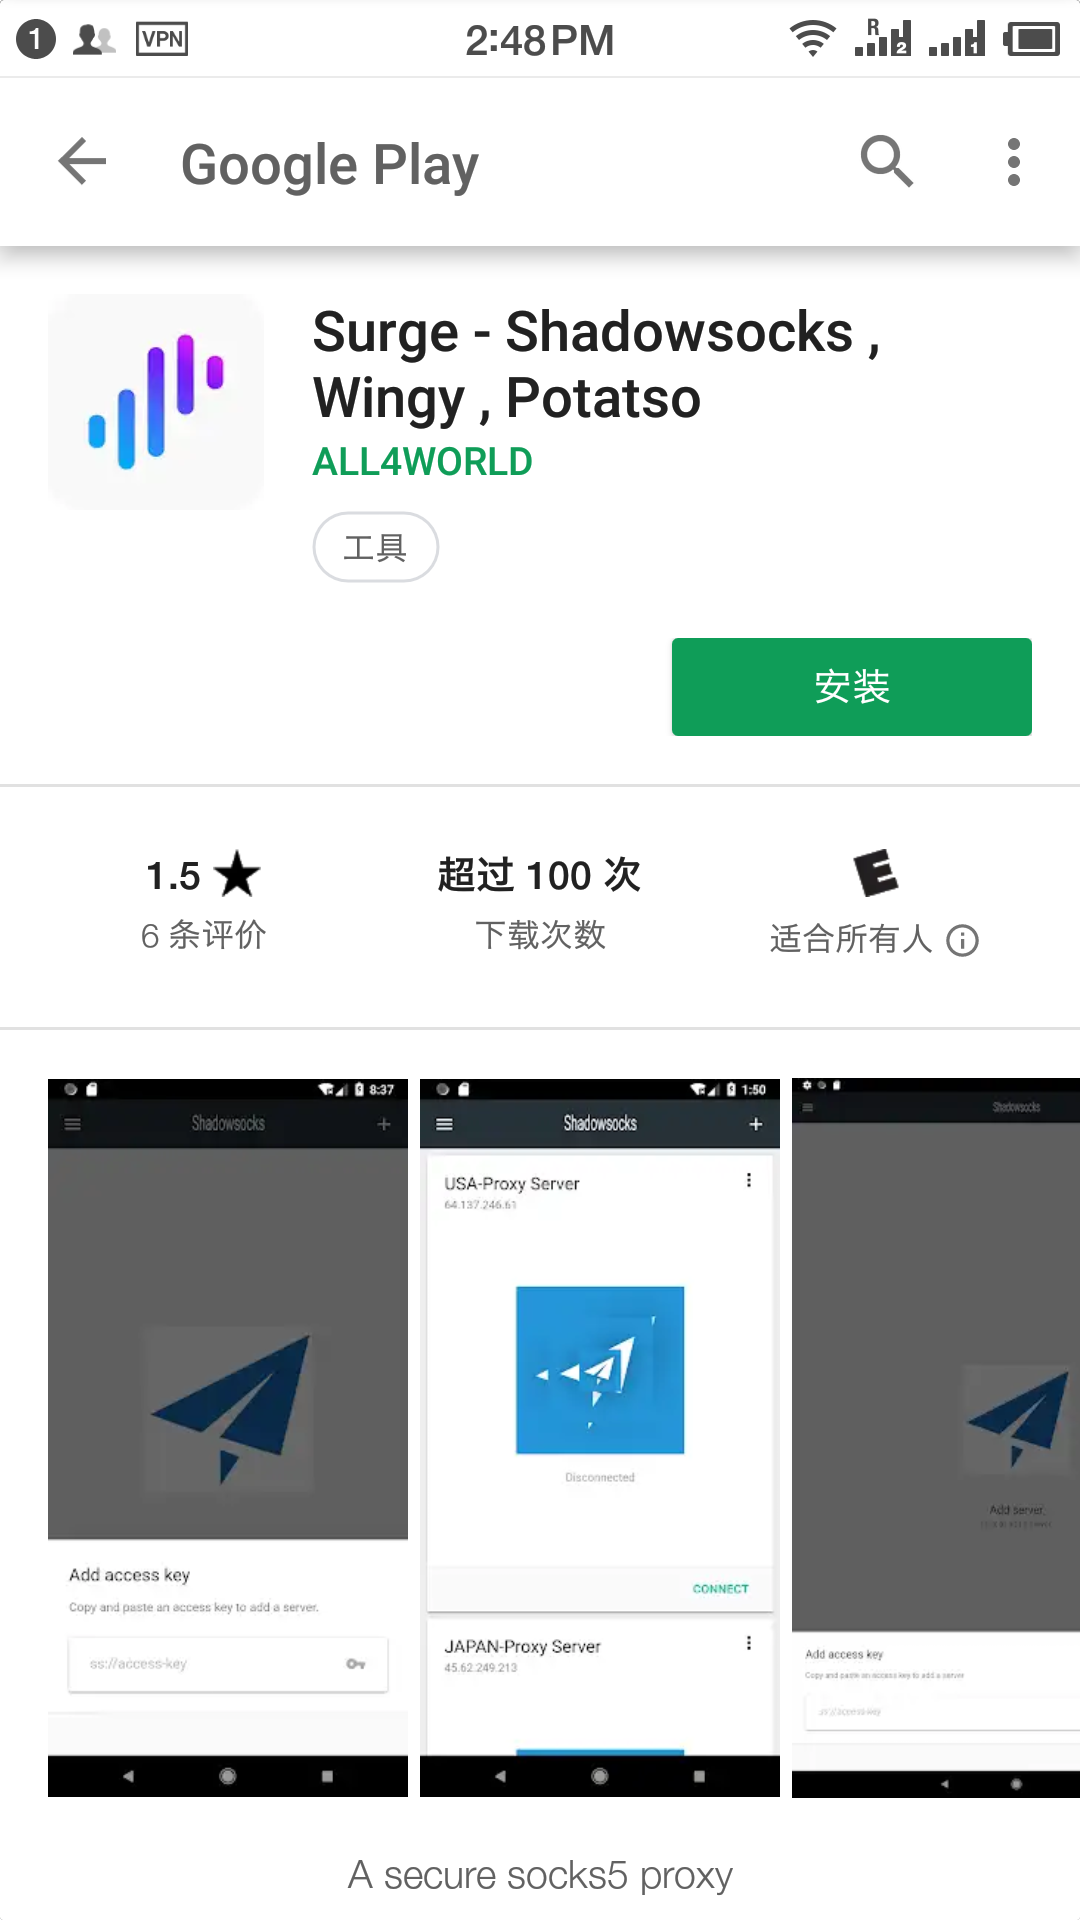 1 VPN 2:48PM R 2 1
Google Play
Surge - Shadowsocks ,
Wingy , Potatso
ALL4WORLD
工具
安装
1.5 ★ 超过 100 次 E
6 条评价 下载次数 适合所有人
8:37
Shadowsocks
Add access key
Copy and paste an access key to add a server.
ss://access-key
1:50
Shadowsocks
USA-Proxy Server
64.137.246.61
Disconnected
CONNECT
JAPAN-Proxy Server
45.62.249.213
Shadowsocks
Add server
Add access key
Copy and paste an access key to add a server
ss://access-key
A secure socks5 proxy